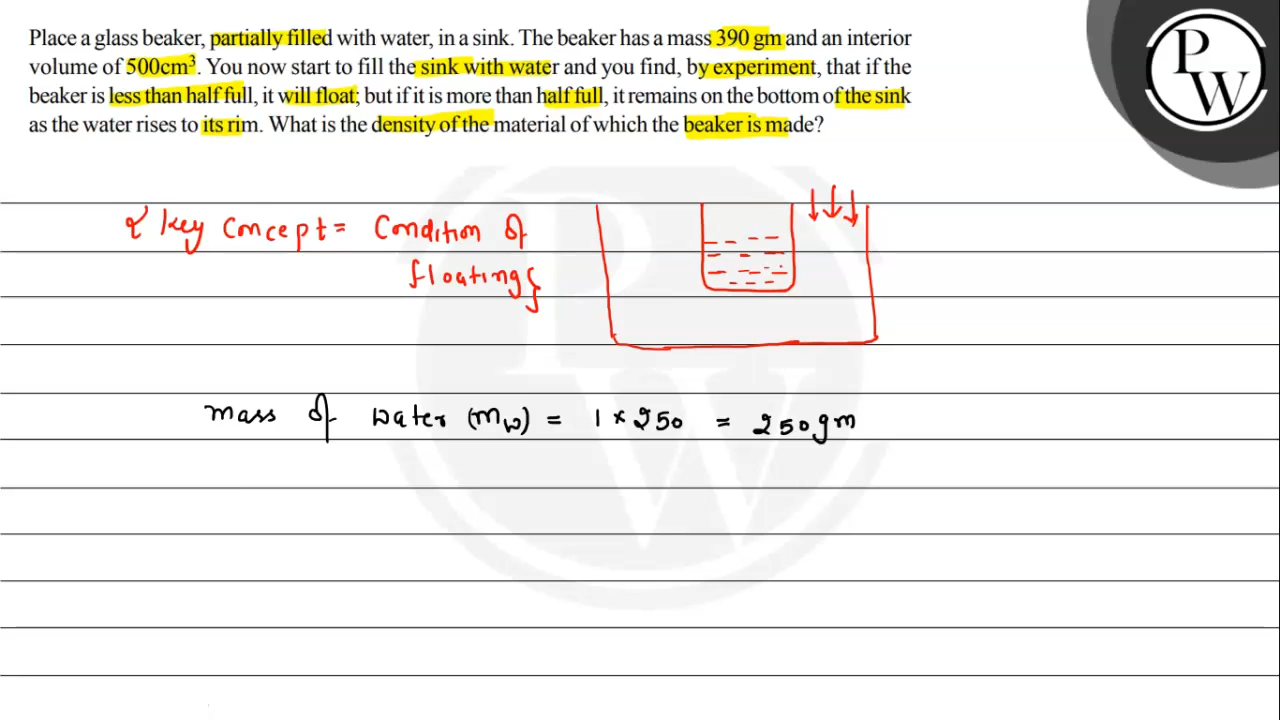 Place a glass beaker, partially filled with water, in a sink. The beaker has a mass 390 gm and an interior
volume of 500cm³. You now start to fill the sink with water and you find, by experiment, that if the
beaker is less than half full, it will float; but if it is more than half full, it remains on the bottom of the sink
as the water rises to its rim. What is the density of the material of which the beaker is made?
P
W
{ Key Concept = Condition of
floating }
mass of water (mw) = 1 × 250 = 250gm